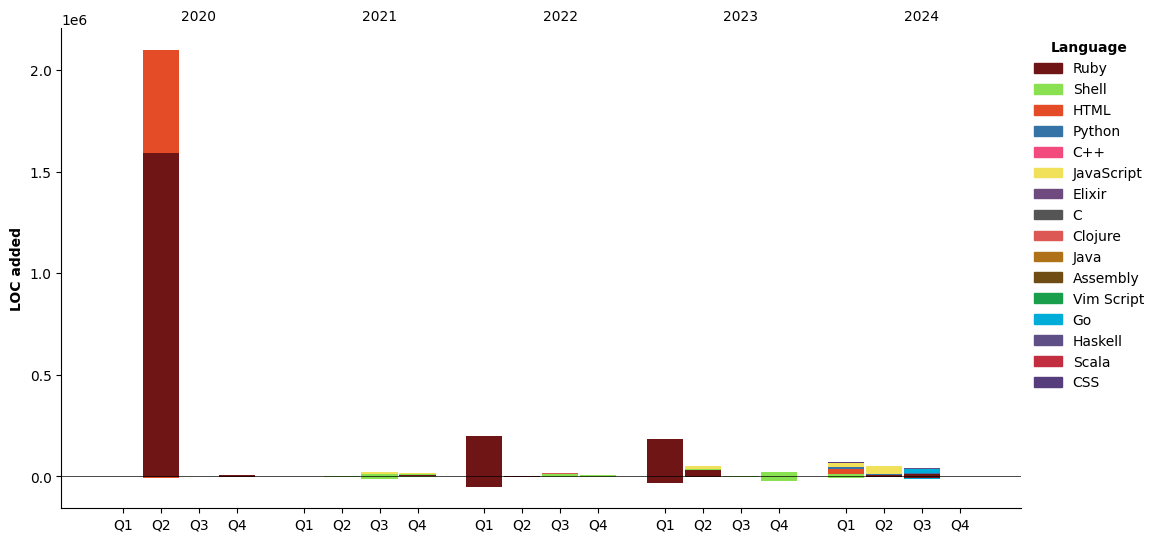 1e6
2020 2021 2022 2023 2024
LOC added
2.0
1.5
1.0
0.5
0.0
Q1 Q2 Q3 Q4 Q1 Q2 Q3 Q4 Q1 Q2 Q3 Q4 Q1 Q2 Q3 Q4 Q1 Q2 Q3 Q4
Language
Ruby
Shell
HTML
Python
C++
JavaScript
Elixir
C
Clojure
Java
Assembly
Vim Script
Go
Haskell
Scala
CSS